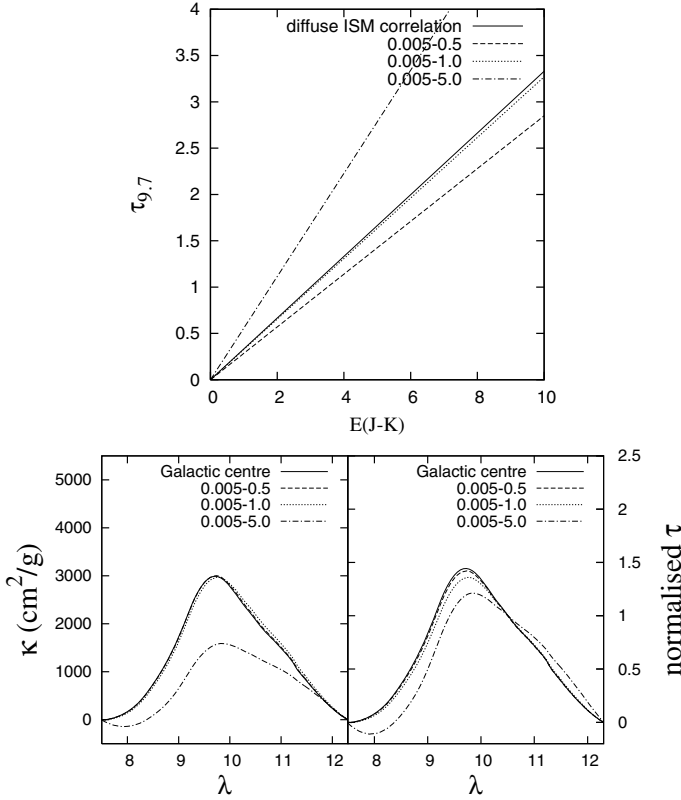 4
3.5
3
2.5
2
1.5
1
0.5
0
τ9.7
diffuse ISM correlation
0.005-0.5
0.005-1.0
0.005-5.0
0 2 4 6 8 10
E(J-K)
5000
4000
3000
2000
1000
0
κ (cm²/g)
Galactic centre
0.005-0.5
0.005-1.0
0.005-5.0
8 9 10 11 12
λ
Galactic centre
0.005-0.5
0.005-1.0
0.005-5.0
8 9 10 11 12
λ
2.5
2
1.5
1
0.5
0
normalised τ